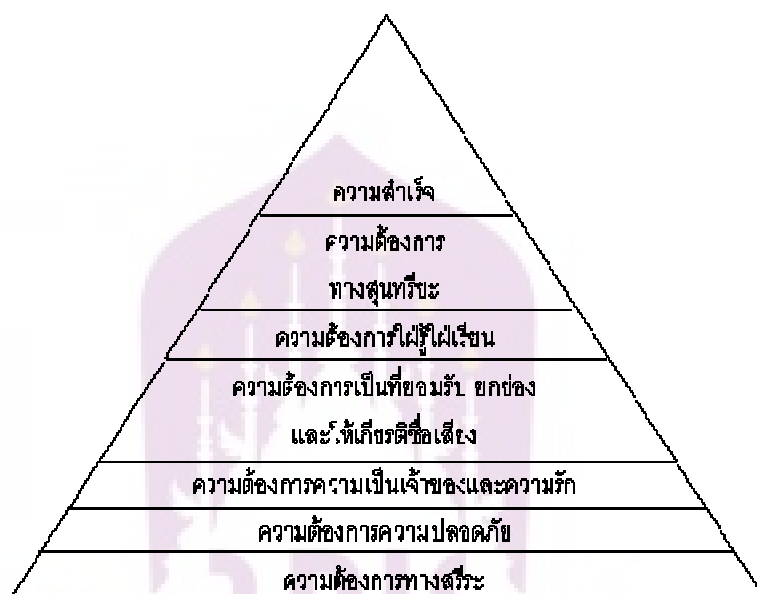 ความสำเร็จ
ความต้องการ
ทางสุนทรียะ
ความต้องการใฝ่รู้ใฝ่เรียน
ความต้องการเป็นที่ยอมรับ ยกย่อง
และให้เกียรติชื่อเสียง
ความต้องการความเป็นเจ้าของและความรัก
ความต้องการความปลอดภัย
ความต้องการทางสรีระ